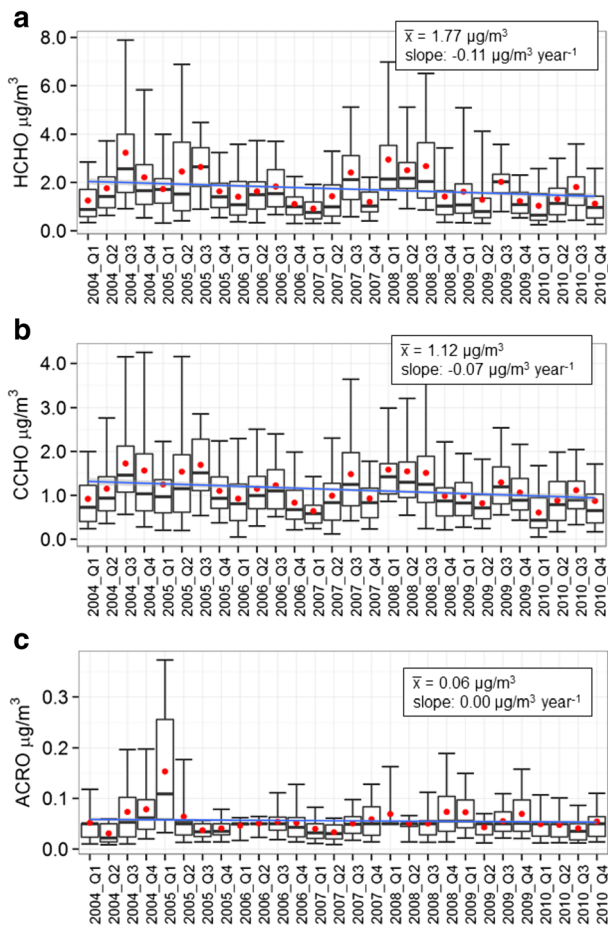 a
x̅ = 1.77 µg/m³
slope: -0.11 µg/m³ year⁻¹
HCHO µg/m³
8.0
6.0
4.0
2.0
0.0
2004_Q1 2004_Q2 2004_Q3 2004_Q4 2005_Q1 2005_Q2 2005_Q3 2005_Q4 2006_Q1 2006_Q2 2006_Q3 2006_Q4 2007_Q1 2007_Q2 2007_Q3 2007_Q4 2008_Q1 2008_Q2 2008_Q3 2008_Q4 2009_Q1 2009_Q2 2009_Q3 2009_Q4 2010_Q1 2010_Q2 2010_Q3 2010_Q4
b
x̅ = 1.12 µg/m³
slope: -0.07 µg/m³ year⁻¹
CCHO µg/m³
4.0
3.0
2.0
1.0
0.0
2004_Q1 2004_Q2 2004_Q3 2004_Q4 2005_Q1 2005_Q2 2005_Q3 2005_Q4 2006_Q1 2006_Q2 2006_Q3 2006_Q4 2007_Q1 2007_Q2 2007_Q3 2007_Q4 2008_Q1 2008_Q2 2008_Q3 2008_Q4 2009_Q1 2009_Q2 2009_Q3 2009_Q4 2010_Q1 2010_Q2 2010_Q3 2010_Q4
c
x̅ = 0.06 µg/m³
slope: 0.00 µg/m³ year⁻¹
ACRO µg/m³
0.3
0.2
0.1
0.0
2004_Q1 2004_Q2 2004_Q3 2004_Q4 2005_Q1 2005_Q2 2005_Q3 2005_Q4 2006_Q1 2006_Q2 2006_Q3 2006_Q4 2007_Q1 2007_Q2 2007_Q3 2007_Q4 2008_Q1 2008_Q2 2008_Q3 2008_Q4 2009_Q1 2009_Q2 2009_Q3 2009_Q4 2010_Q1 2010_Q2 2010_Q3 2010_Q4